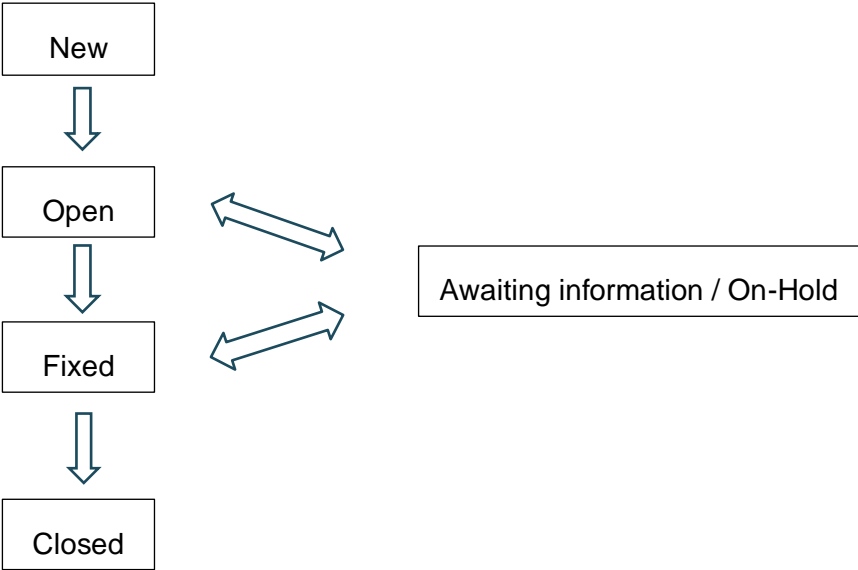 New
Open
Awaiting information / On-Hold
Fixed
Closed